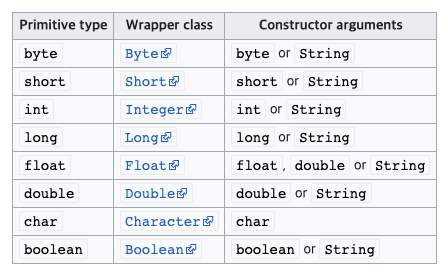 Primitive type Wrapper class Constructor arguments
byte Byte byte or String
short Short short or String
int Integer int or String
long Long long or String
float Float float , double or String
double Double double or String
char Character char
boolean Boolean boolean or String